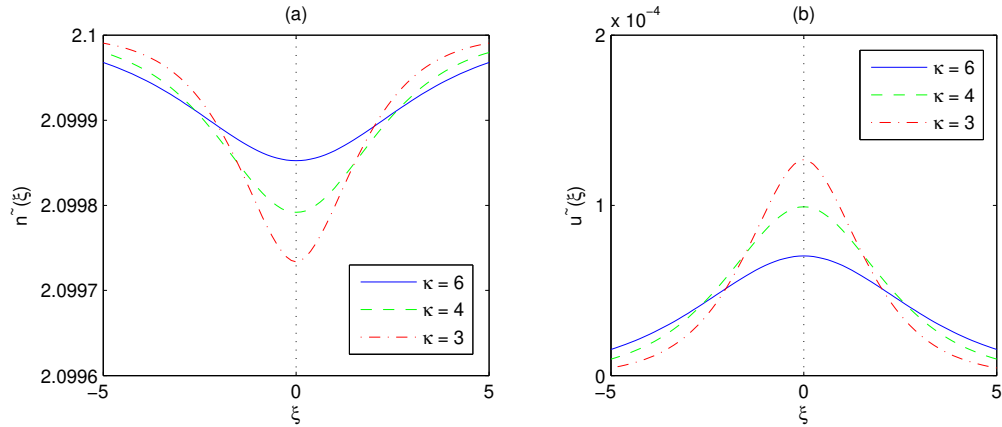 (a)
2.1
2.0999
2.0998
2.0997
2.0996
n~(ξ)
−5
0
5
ξ
κ = 6
κ = 4
κ = 3
(b)
x 10−4
2
1
0
u~(ξ)
−5
0
5
ξ
κ = 6
κ = 4
κ = 3